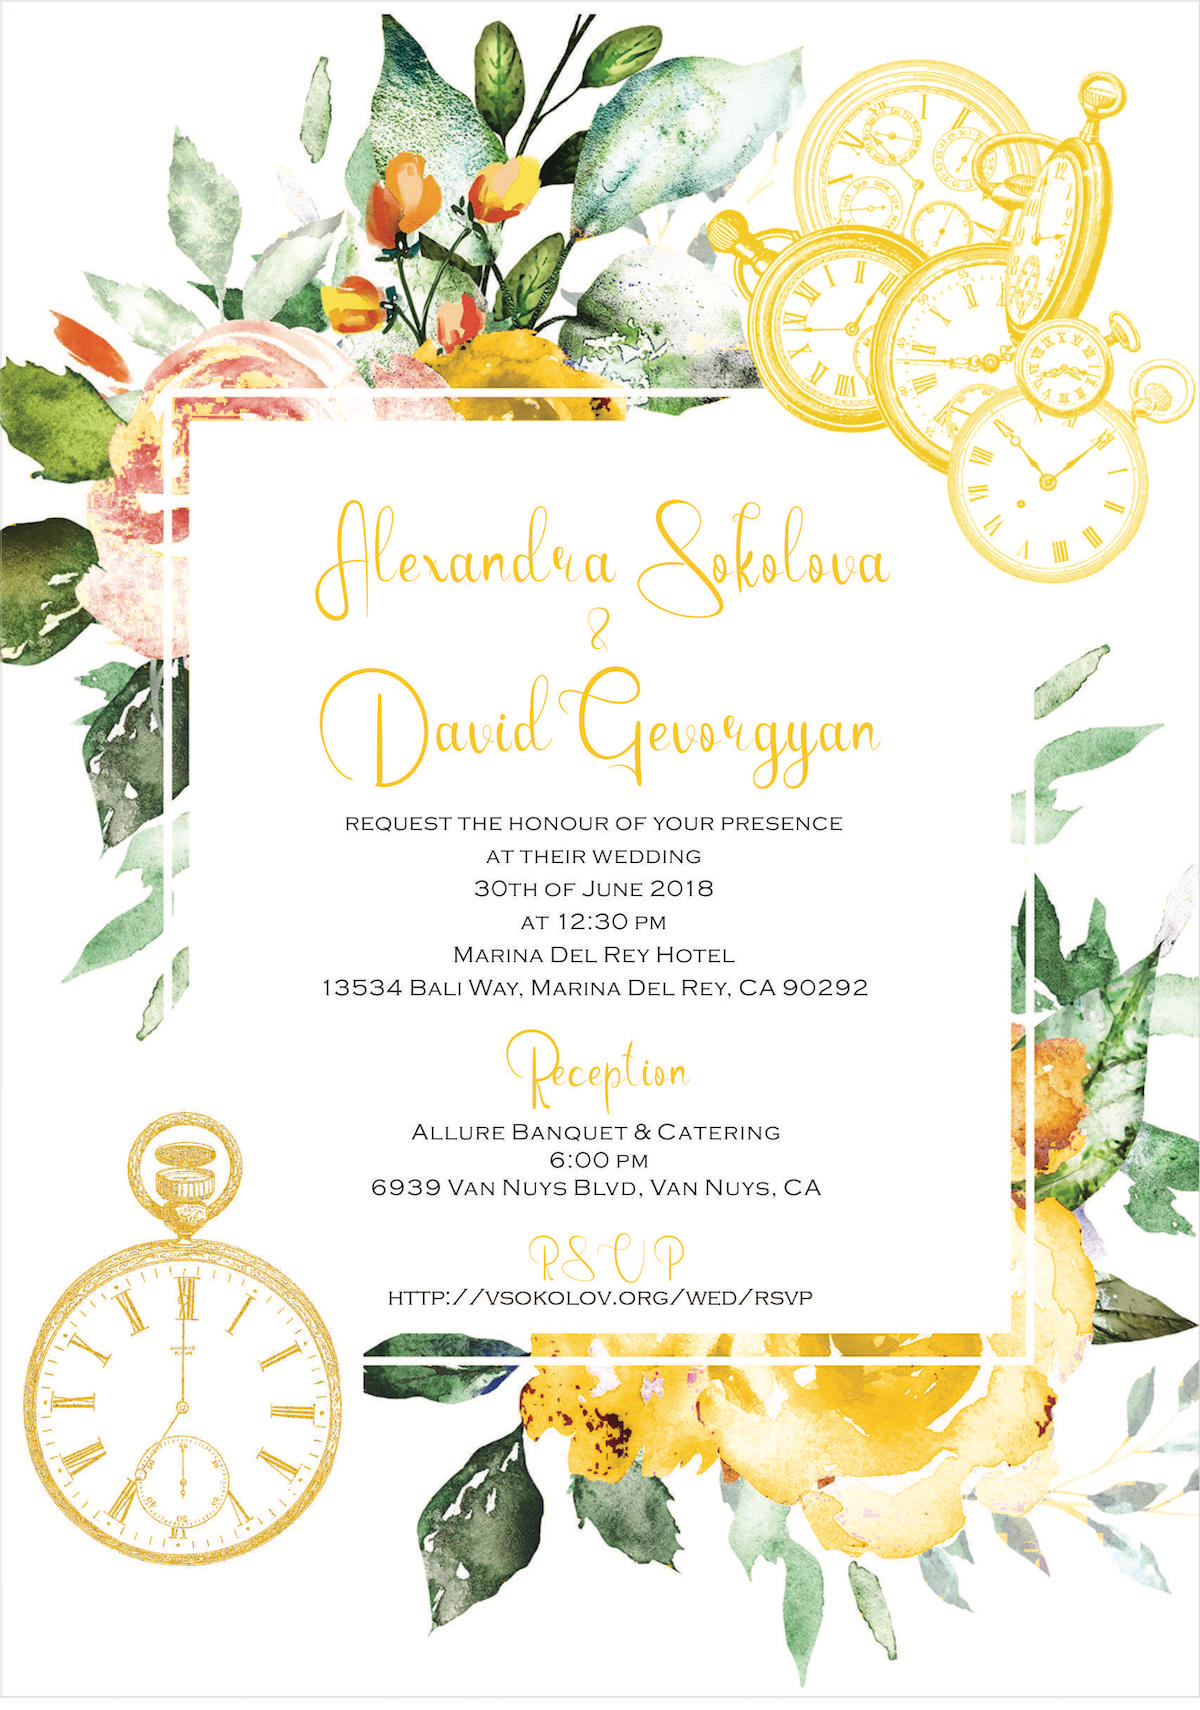 Alexandra Sokolova
&
David Gevorgyan
REQUEST THE HONOUR OF YOUR PRESENCE
AT THEIR WEDDING
30TH OF JUNE 2018
AT 12:30 PM
MARINA DEL REY HOTEL
13534 BALI WAY, MARINA DEL REY, CA 90292
Reception
ALLURE BANQUET & CATERING
6:00 PM
6939 VAN NUYS BLVD, VAN NUYS, CA
RSVP
HTTP://VSOKOLOV.ORG/WED/RSVP